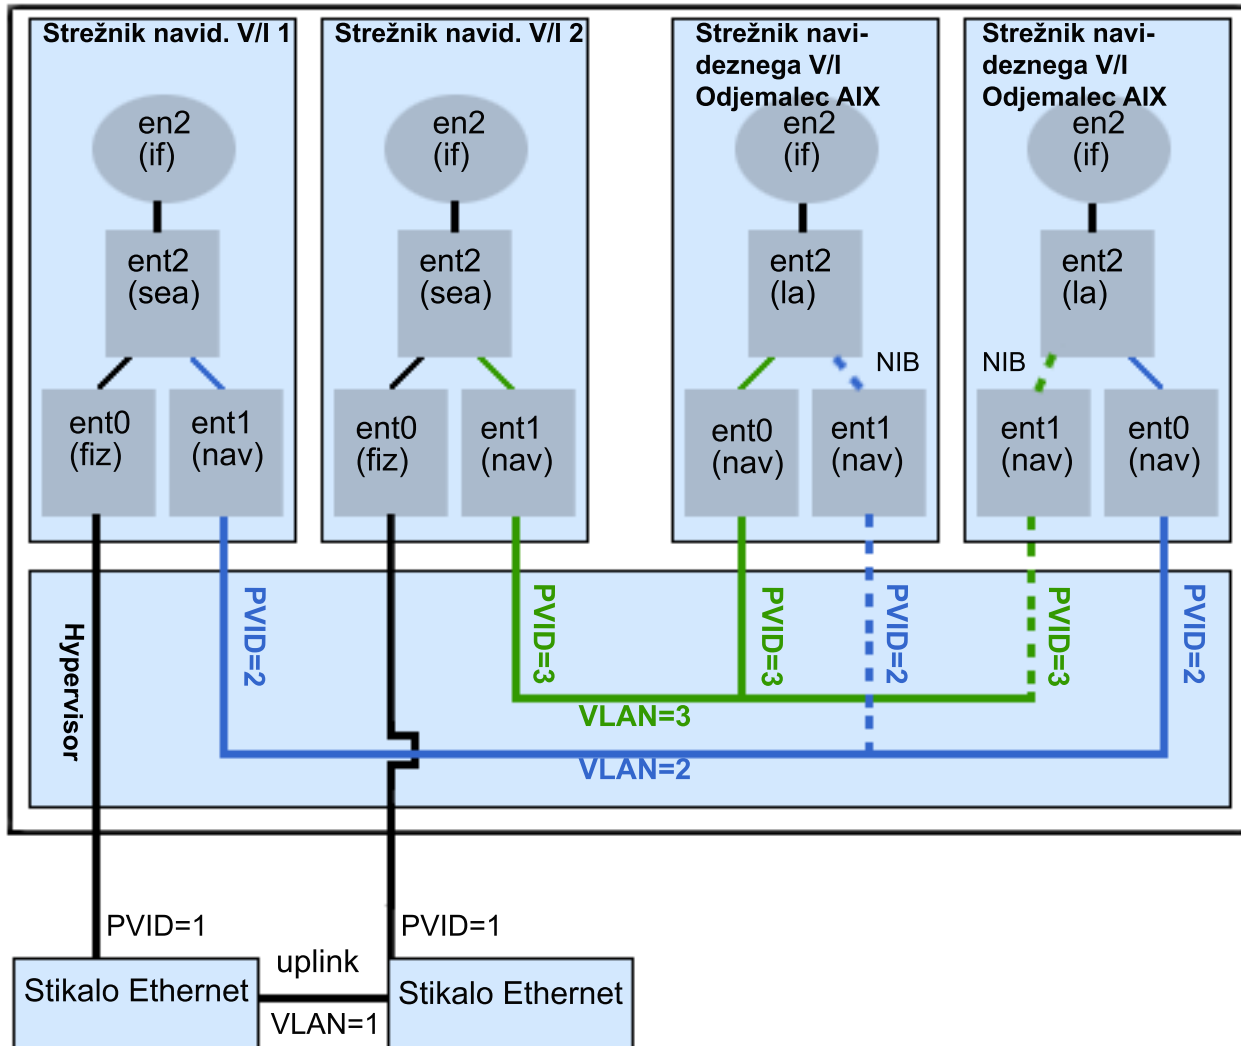 Strežnik navid. V/I 1
en2
(if)
ent2
(sea)
ent0
(fiz)
ent1
(nav)
Strežnik navid. V/I 2
en2
(if)
ent2
(sea)
ent0
(fiz)
ent1
(nav)
Strežnik navi-
deznega V/I
Odjemalec AIX
en2
(if)
ent2
(la)
NIB
ent0
(nav)
ent1
(nav)
Strežnik navi-
deznega V/I
Odjemalec AIX
en2
(if)
ent2
(la)
NIB
ent1
(nav)
ent0
(nav)
Hypervisor
PVID=2
PVID=3
PVID=3
PVID=2
PVID=3
PVID=2
VLAN=3
VLAN=2
PVID=1
PVID=1
uplink
Stikalo Ethernet
Stikalo Ethernet
VLAN=1